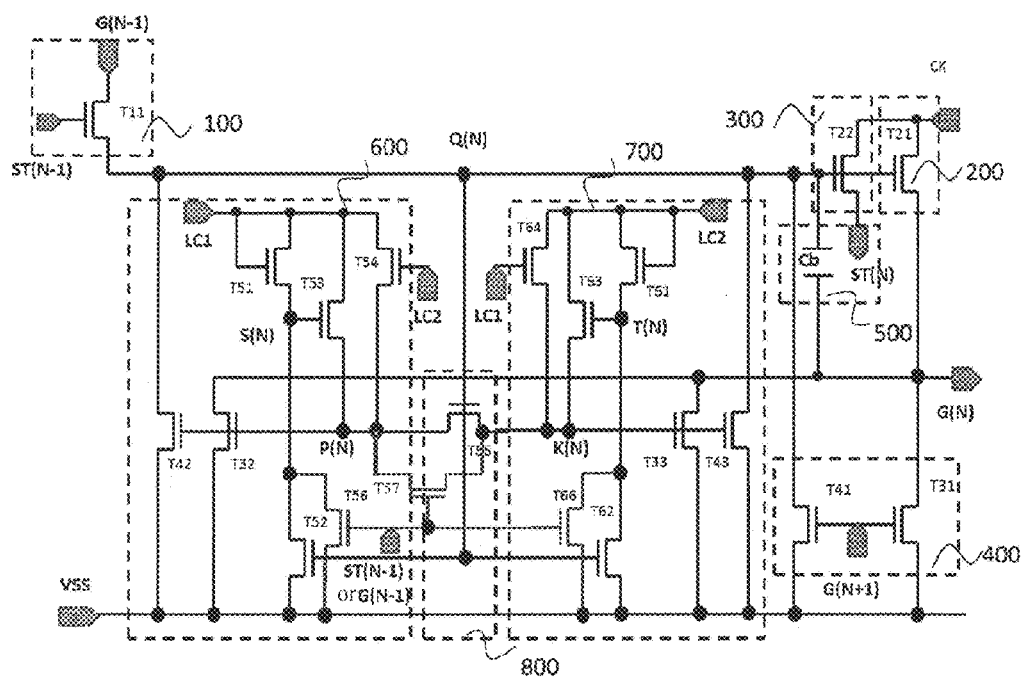 G(N-1)
CK
T11
100
300
T22
T21
ST(N-1)
Q(N)
600
700
200
LC1
LC2
T64
T51
T53
T54
T63
T61
Cb
ST(N)
LC2
LC1
S(N)
T(N)
500
G(N)
P(N)
T55
K(N)
T42
T32
T33
T43
T57
T56
T66
T41
T31
T52
T62
ST(N-1)
or G(N-1)
G(N+1)
400
VSS
800